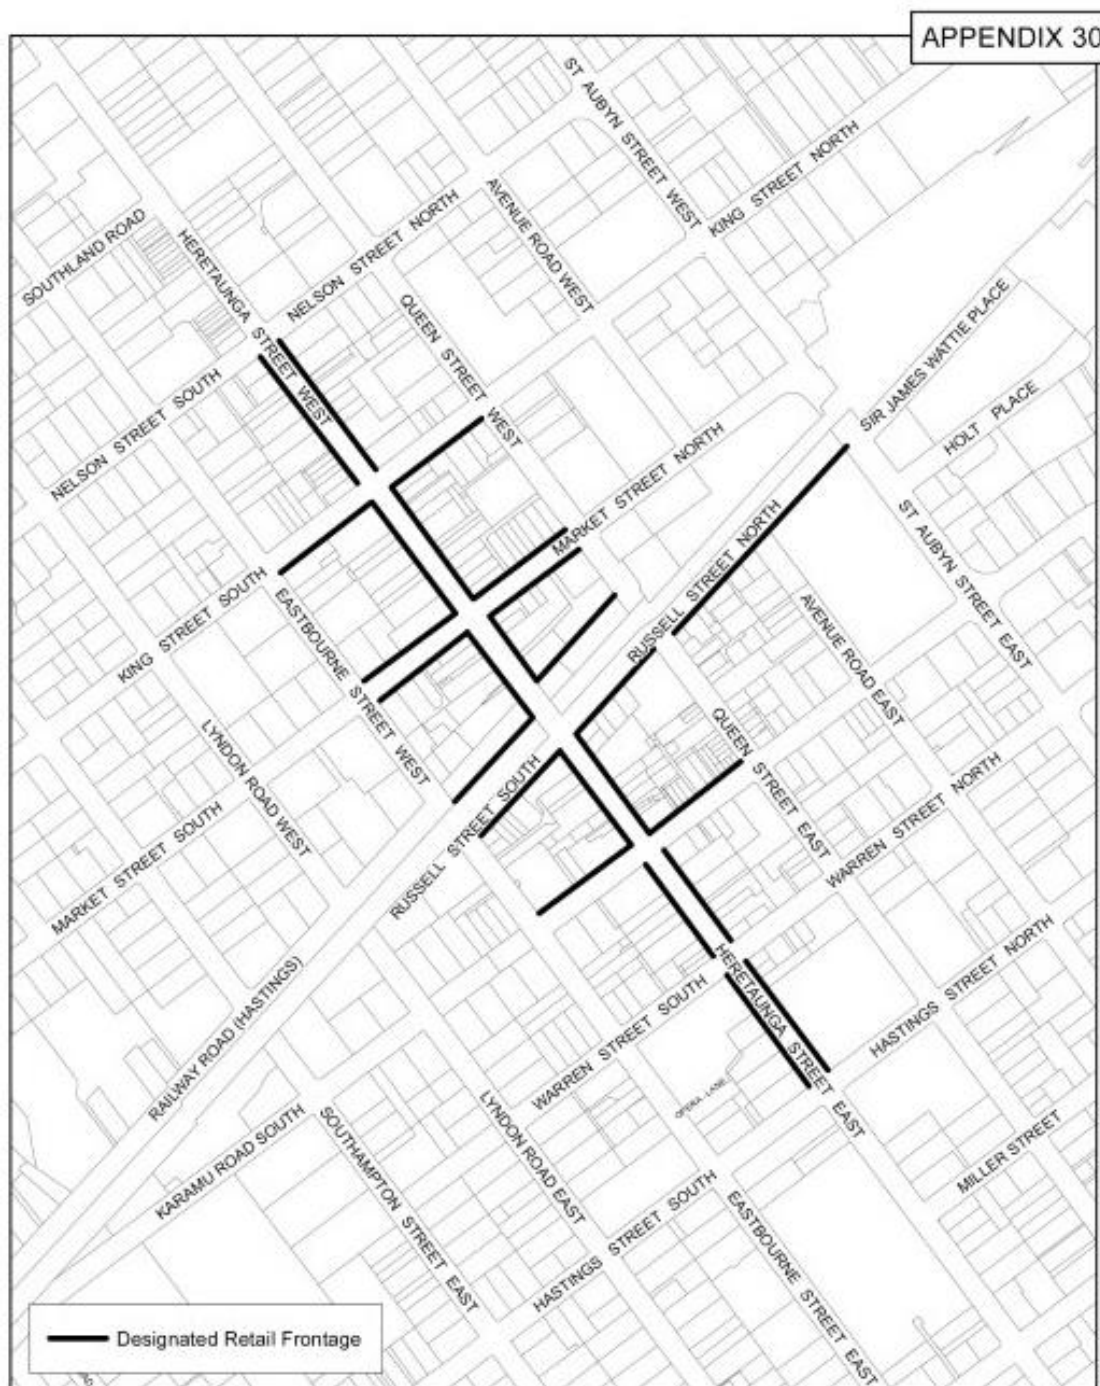 APPENDIX 30
ST AUBYN STREET WEST
KING STREET NORTH
AVENUE ROAD WEST
NELSON STREET NORTH
SOUTHLAND ROAD
HERETAUNGA STREET WEST
QUEEN STREET WEST
SIR JAMES WATTIE PLACE
HOLT PLACE
NELSON STREET SOUTH
MARKET STREET NORTH
ST AUBYN STREET EAST
RUSSELL STREET NORTH
KING STREET SOUTH
EASTBOURNE STREET WEST
AVENUE ROAD EAST
QUEEN STREET EAST
LYNDON ROAD WEST
RUSSELL STREET SOUTH
MARKET STREET SOUTH
WARREN STREET NORTH
HERETAUNGA STREET EAST
HASTINGS STREET NORTH
RAILWAY ROAD (HASTINGS)
WARREN STREET SOUTH
OPERA LANE
KARAMU ROAD SOUTH
SOUTHAMPTON STREET EAST
LYNDON ROAD EAST
MILLER STREET
HASTINGS STREET SOUTH
EASTBOURNE STREET EAST
Designated Retail Frontage